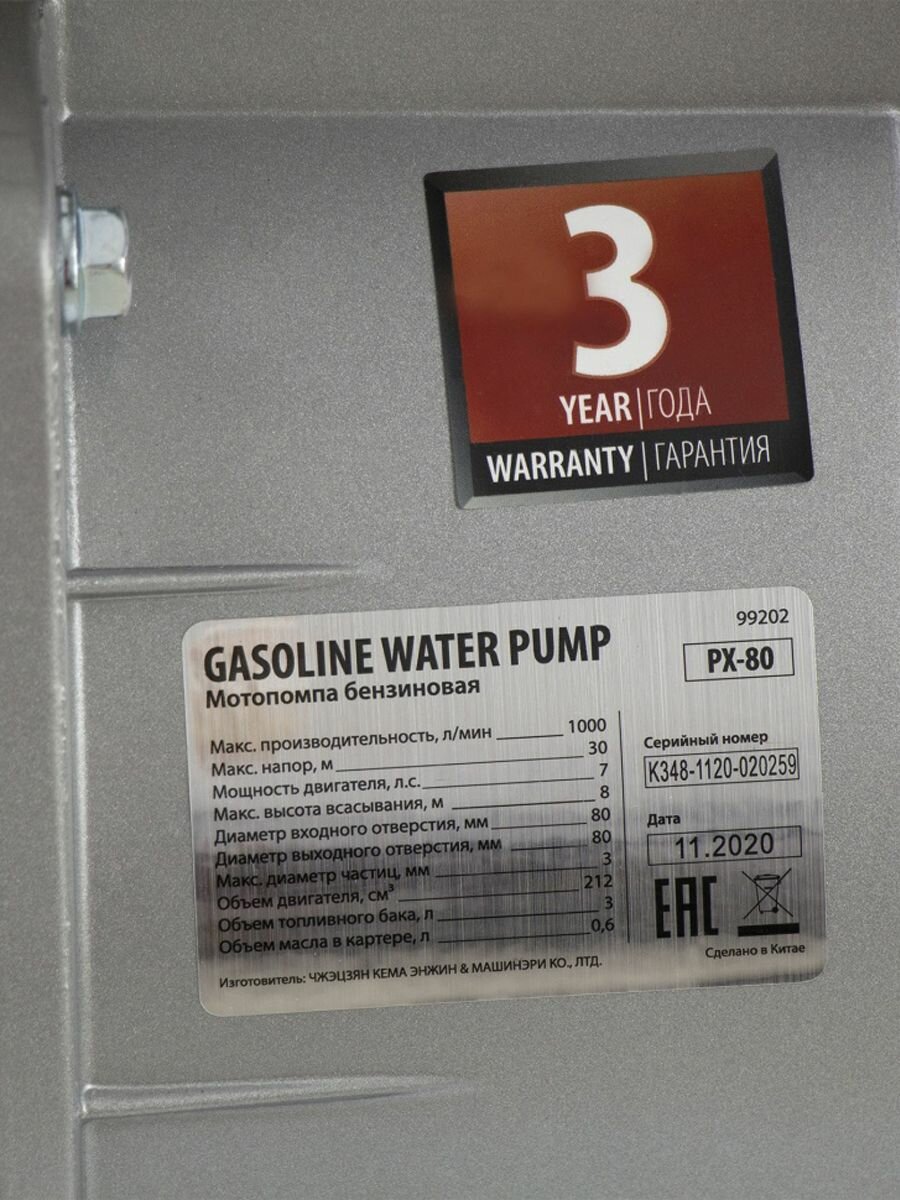 3
YEAR|ГОДА
WARRANTY|ГАРАНТИЯ
99202
GASOLINE WATER PUMP
PX-80
Мотопомпа бензиновая
Макс. производительность, л/мин 1000
Макс. напор, м 30
Мощность двигателя, л.с. 7
Макс. высота всасывания, м 8
Диаметр входного отверстия, мм 80
Диаметр выходного отверстия, мм 80
Макс. диаметр частиц, мм 3
Объем двигателя, см³ 212
Объем топливного бака, л 3
Объем масла в картере, л 0,6
Изготовитель: ЧЖЭЦЗЯН КЕМА ЭНЖИН & МАШИНЭРИ КО., ЛТД.
Серийный номер
K348-1120-020259
Дата
11.2020
EAC
Сделано в Китае